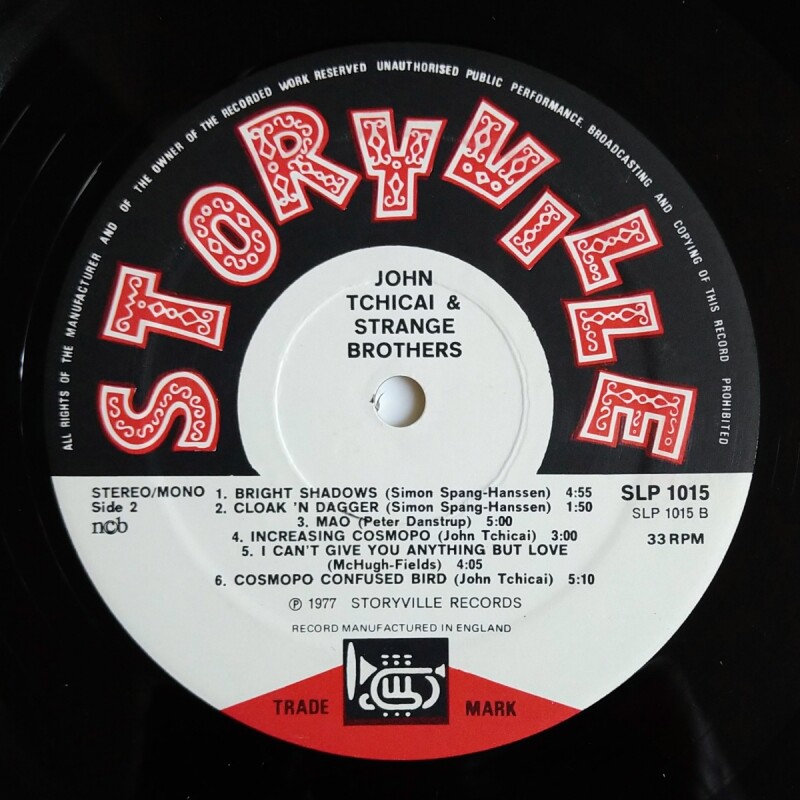 ALL RIGHTS OF THE MANUFACTURER AND OF THE OWNER OF THE RECORDED WORK RESERVED UNAUTHORISED PUBLIC PERFORMANCE. BROADCASTING AND COPYING OF THIS RECORD PROHIBITED
STORYVILLE
JOHN
TCHICAI &
STRANGE
BROTHERS
STEREO/MONO
Side 2
ncb
1. BRIGHT SHADOWS (Simon Spang-Hanssen) 4:55
2. CLOAK 'N DAGGER (Simon Spang-Hanssen) 1:50
3. MAO (Peter Danstrup) 5:00
4. INCREASING COSMOPO (John Tchicai) 3:00
5. I CAN'T GIVE YOU ANYTHING BUT LOVE
(McHugh-Fields) 4:05
6. COSMOPO CONFUSED BIRD (John Tchicai) 5:10
SLP 1015
SLP 1015 B
33 RPM
℗ 1977 STORYVILLE RECORDS
RECORD MANUFACTURED IN ENGLAND
TRADE MARK